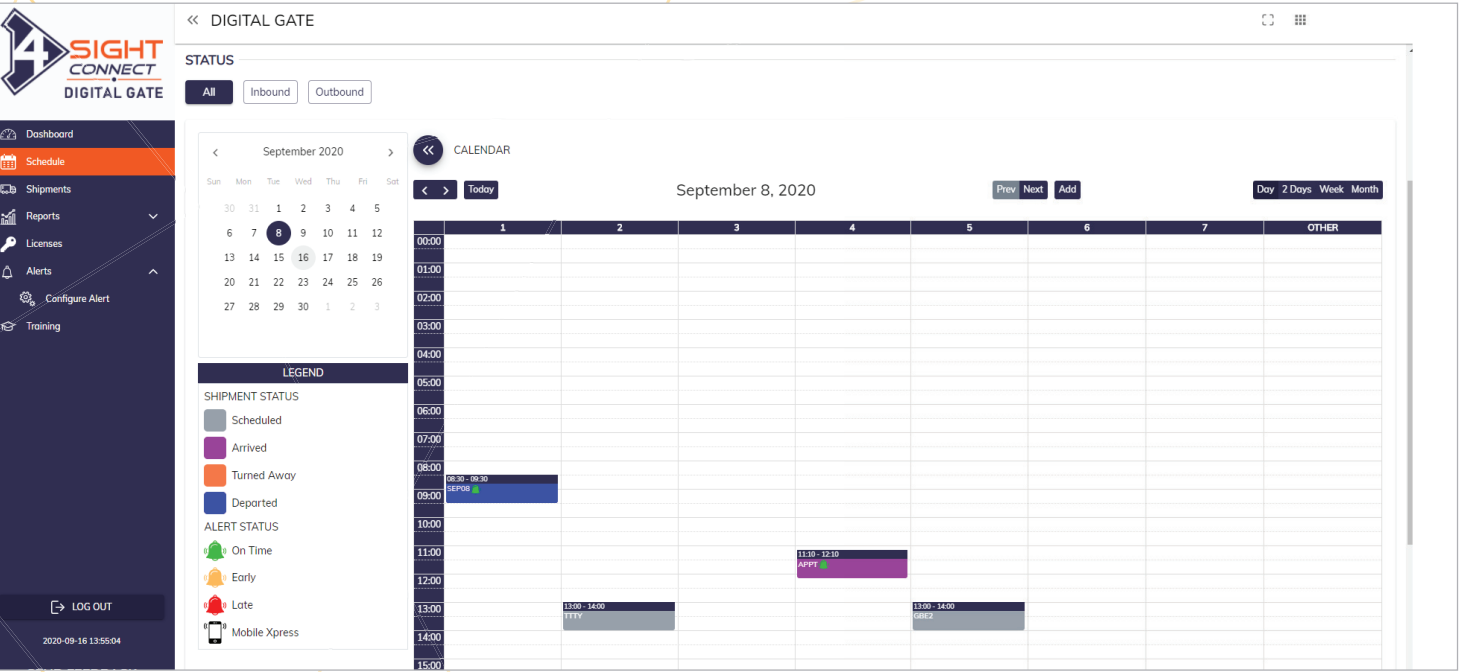 4SIGHT
CONNECT
DIGITAL GATE
DIGITAL GATE
Dashboard
Schedule
Shipments
Reports
Licenses
Alerts
Configure Alert
Training
LOG OUT
2020-09-16 13:55:04
STATUS
All Inbound Outbound
September 2020
Sun Mon Tue Wed Thu Fri Sat
30 31 1 2 3 4 5
6 7 8 9 10 11 12
13 14 15 16 17 18 19
20 21 22 23 24 25 26
27 28 29 30 1 2 3
LEGEND
SHIPMENT STATUS
Scheduled
Arrived
Turned Away
Departed
ALERT STATUS
On Time
Early
Late
Mobile Xpress
CALENDAR
Today September 8, 2020 Prev Next Add Day 2 Days Week Month
1 2 3 4 5 6 7 OTHER
00:00
01:00
02:00
03:00
04:00
05:00
06:00
07:00
08:00
08:30 - 09:30
SEP08
09:00
10:00
11:00
11:10 - 12:10
APPT
12:00
13:00 13:00 - 14:00 13:00 - 14:00
TTTY GBE2
14:00
15:00